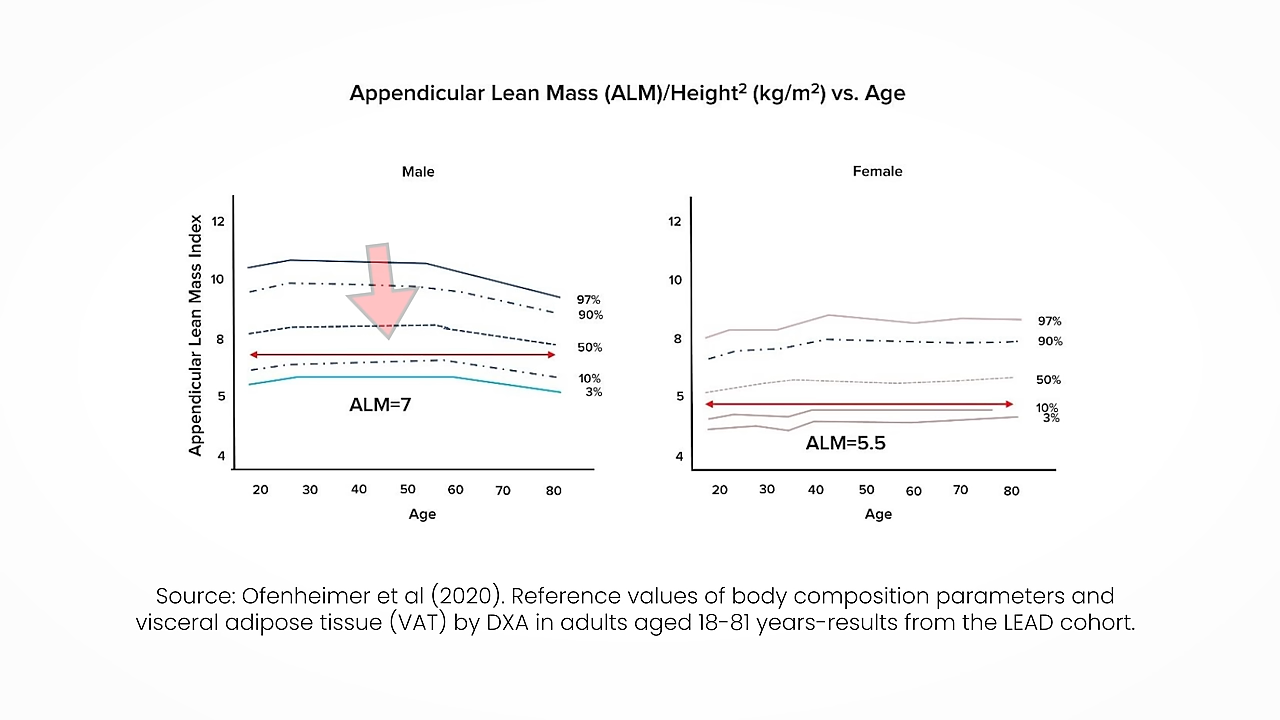 Appendicular Lean Mass (ALM)/Height² (kg/m²) vs. Age
Male
Appendicular Lean Mass Index
12
10
8
5
4
97%
90%
50%
10%
3%
ALM=7
20 30 40 50 60 70 80
Age
Female
12
10
8
5
4
97%
90%
50%
10%
3%
ALM=5.5
20 30 40 50 60 70 80
Age
Source: Ofenheimer et al (2020). Reference values of body composition parameters and
visceral adipose tissue (VAT) by DXA in adults aged 18-81 years-results from the LEAD cohort.